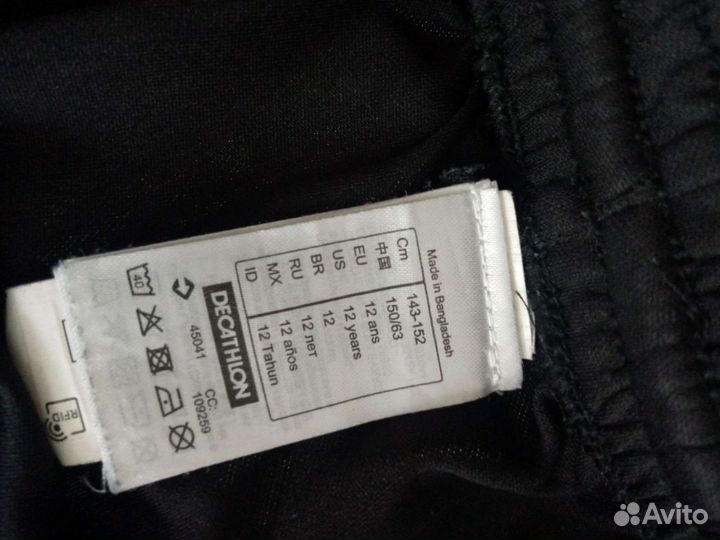 Made in Bangladesh
Cm 143-152
中国 150/63
EU 12 ans
US 12 years
BR 12
RU 12 лет
MX 12 años
ID 12 Tahun
DECATHLON
CC:
45041 109259
40
RFID
Avito